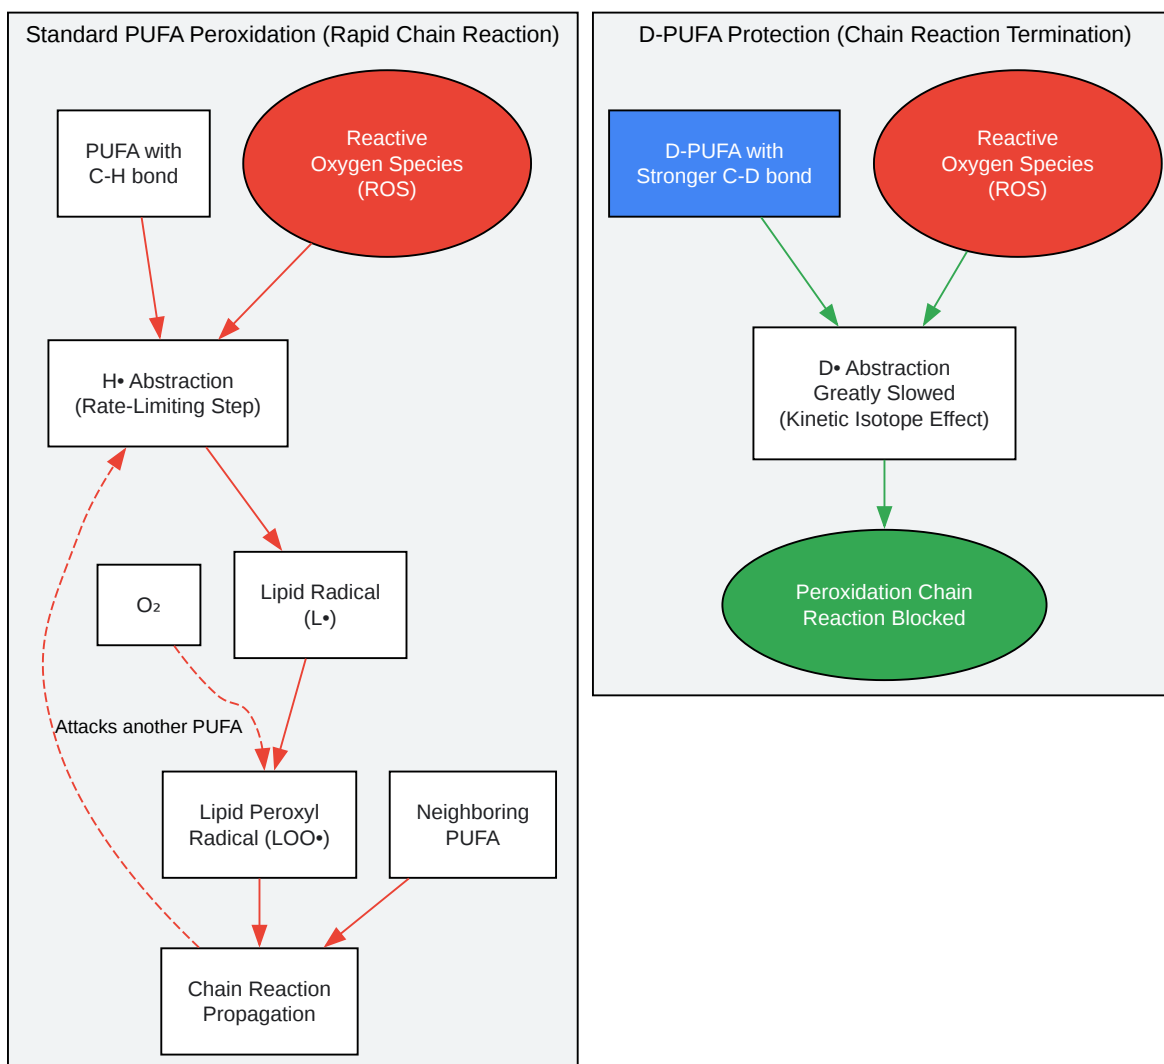 Standard PUFA Peroxidation (Rapid Chain Reaction)
PUFA with
C-H bond
Reactive
Oxygen Species
(ROS)
H• Abstraction
(Rate-Limiting Step)
O₂
Lipid Radical
(L•)
Attacks another PUFA
Lipid Peroxyl
Radical (LOO•)
Neighboring
PUFA
Chain Reaction
Propagation
D-PUFA Protection (Chain Reaction Termination)
D-PUFA with
Stronger C-D bond
Reactive
Oxygen Species
(ROS)
D• Abstraction
Greatly Slowed
(Kinetic Isotope Effect)
Peroxidation Chain
Reaction Blocked